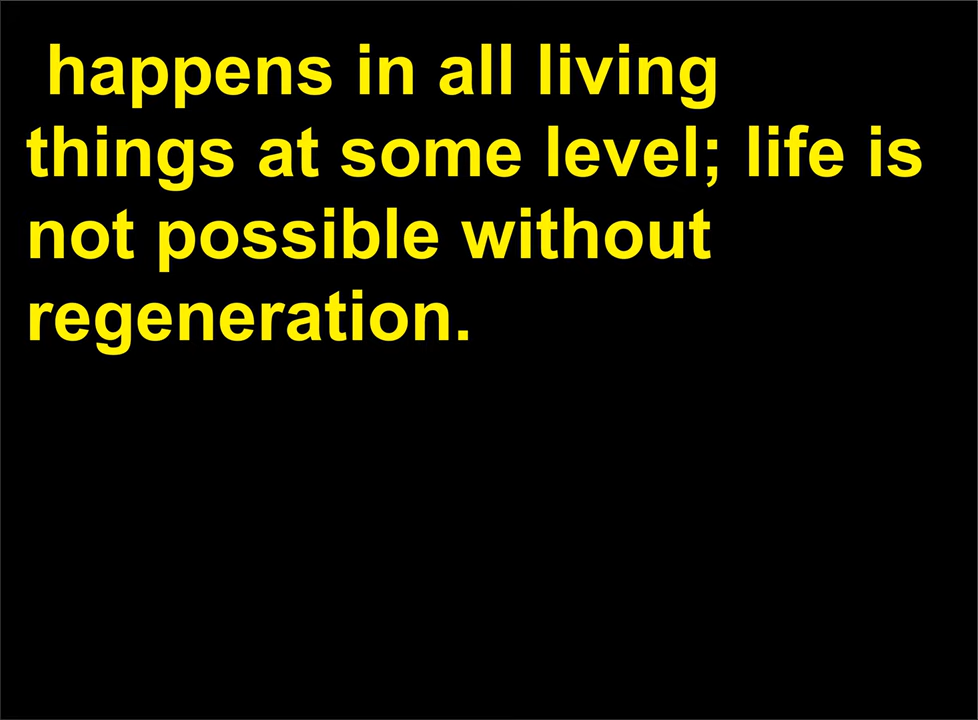 happens in all living
things at some level; life is
not possible without
regeneration.